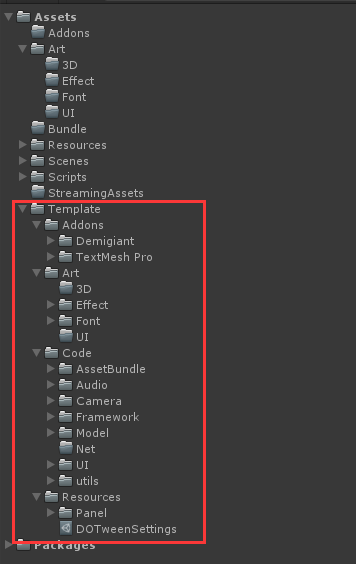 Assets
Addons
Art
3D
Effect
Font
UI
Bundle
Resources
Scenes
Scripts
StreamingAssets
Template
Addons
Demigiant
TextMesh Pro
Art
3D
Effect
Font
UI
Code
AssetBundle
Audio
Camera
Framework
Model
Net
UI
utils
Resources
Panel
DOTweenSettings
Packages